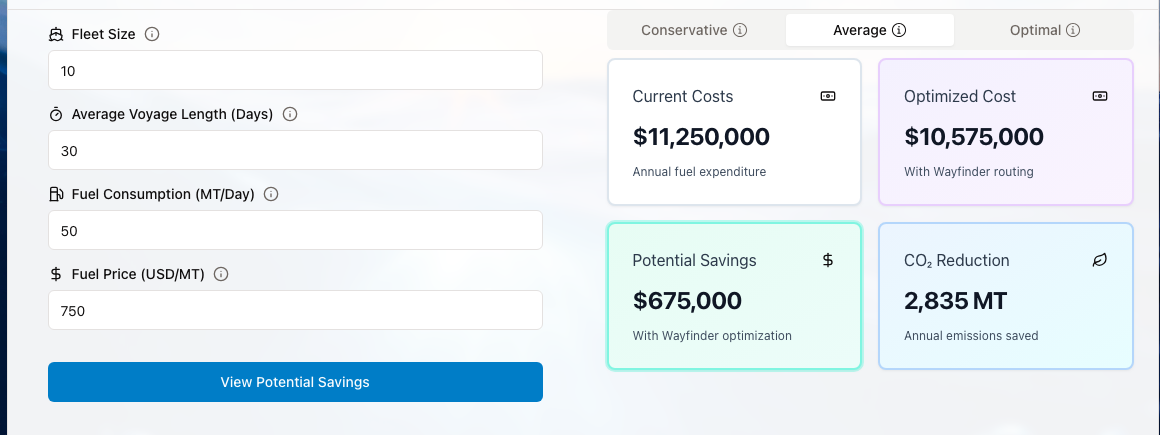 Fleet Size
10
Average Voyage Length (Days)
30
Fuel Consumption (MT/Day)
50
Fuel Price (USD/MT)
750
View Potential Savings
Conservative Average Optimal
Current Costs
$11,250,000
Annual fuel expenditure
Optimized Cost
$10,575,000
With Wayfinder routing
Potential Savings
$675,000
With Wayfinder optimization
CO₂ Reduction
2,835 MT
Annual emissions saved